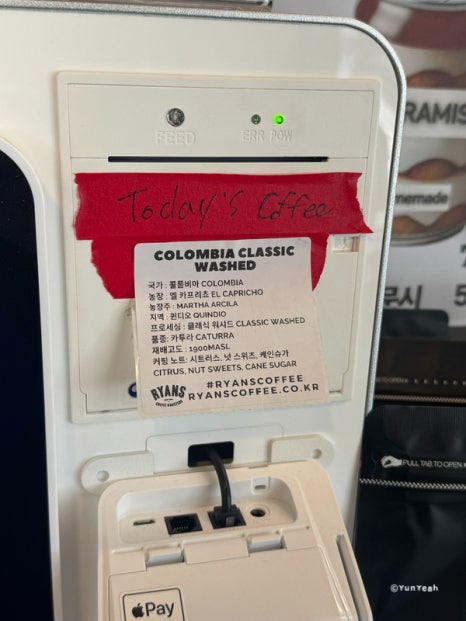 FEED
ERR POW
Today's Coffee
COLOMBIA CLASSIC
WASHED
국가 : 콜롬비아 COLOMBIA
농장 : 엘 카프리쵸 EL CAPRICHO
농장주 : MARTHA ARCILA
지역 : 퀸디오 QUINDIO
프로세싱 : 클래식 워시드 CLASSIC WASHED
품종: 카투라 CATURRA
재배고도 : 1900MASL
커핑 노트: 시트러스, 넛 스위츠, 케인슈가
CITRUS, NUT SWEETS, CANE SUGAR
#RYANSCOFFEE
RYANSCOFFEE.CO.KR
RYANS
Pay
RAMIS
memade
PULL TAB TO OPEN
©YunYeah